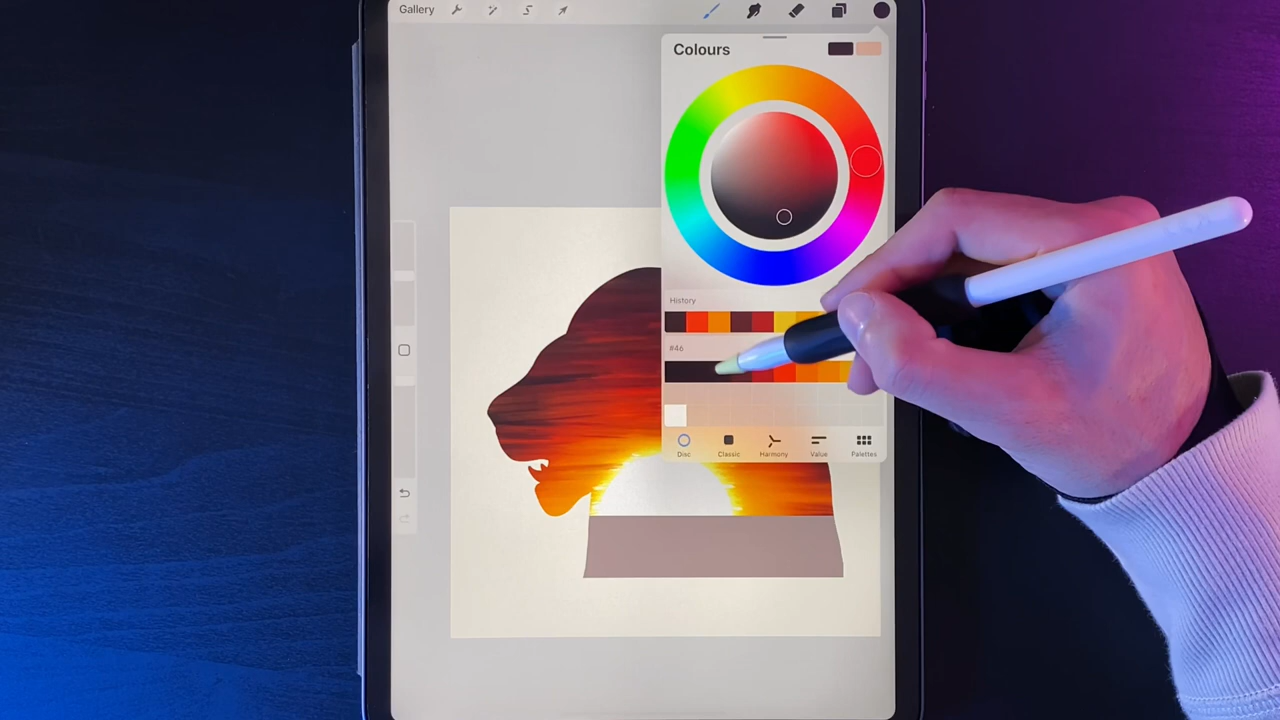 Gallery
Colours
History
#46
Disc
Classic
Harmony
Value
Palettes